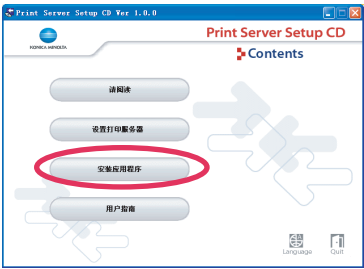 Print Server Setup CD Ver 1.0.0
KONICA MINOLTA
Print Server Setup CD
Contents
请阅读
设置打印服务器
安装应用程序
用户指南
Language
Quit